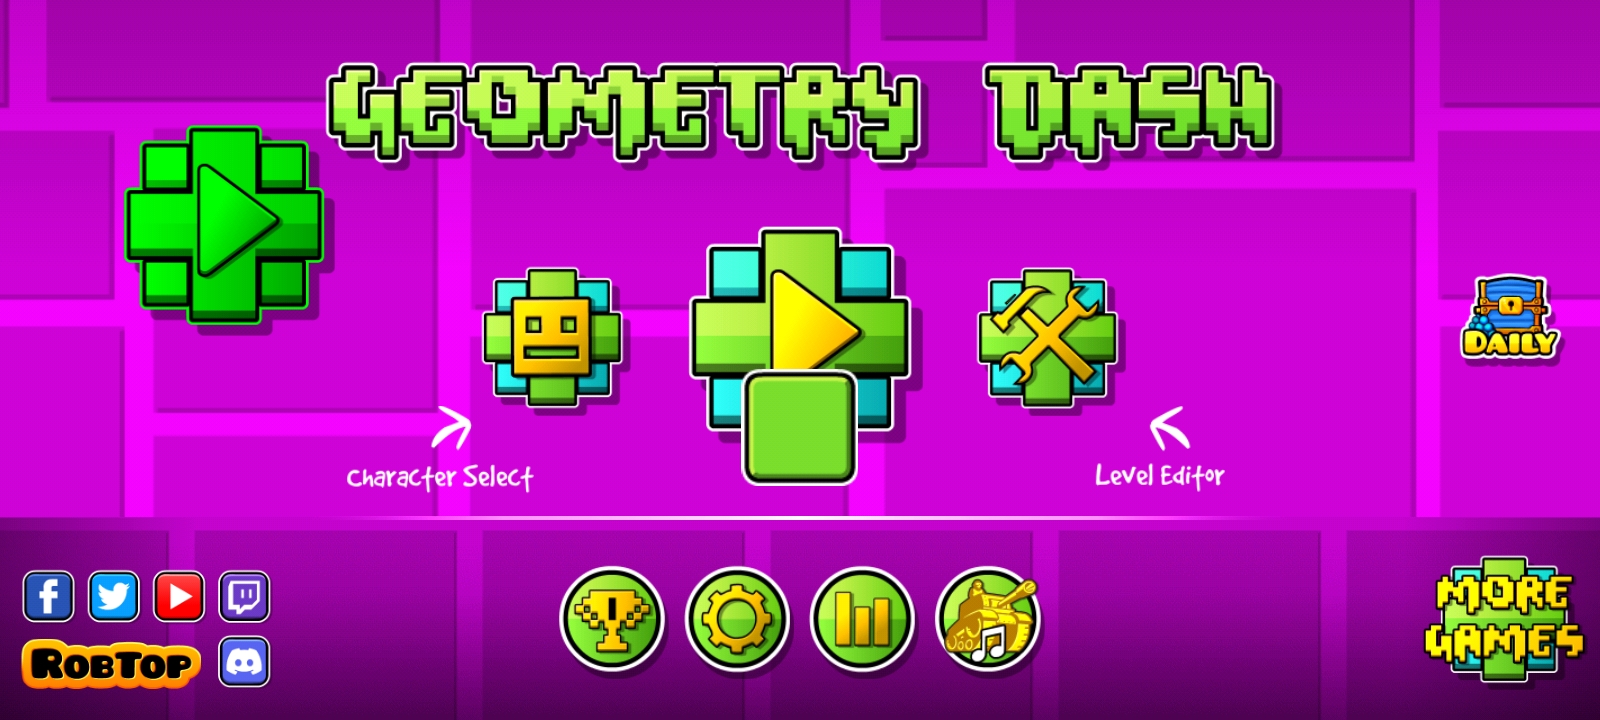 GEOMETRY DASH
DAILY
Character Select
Level Editor
MORE
GAMES
ROBTOP